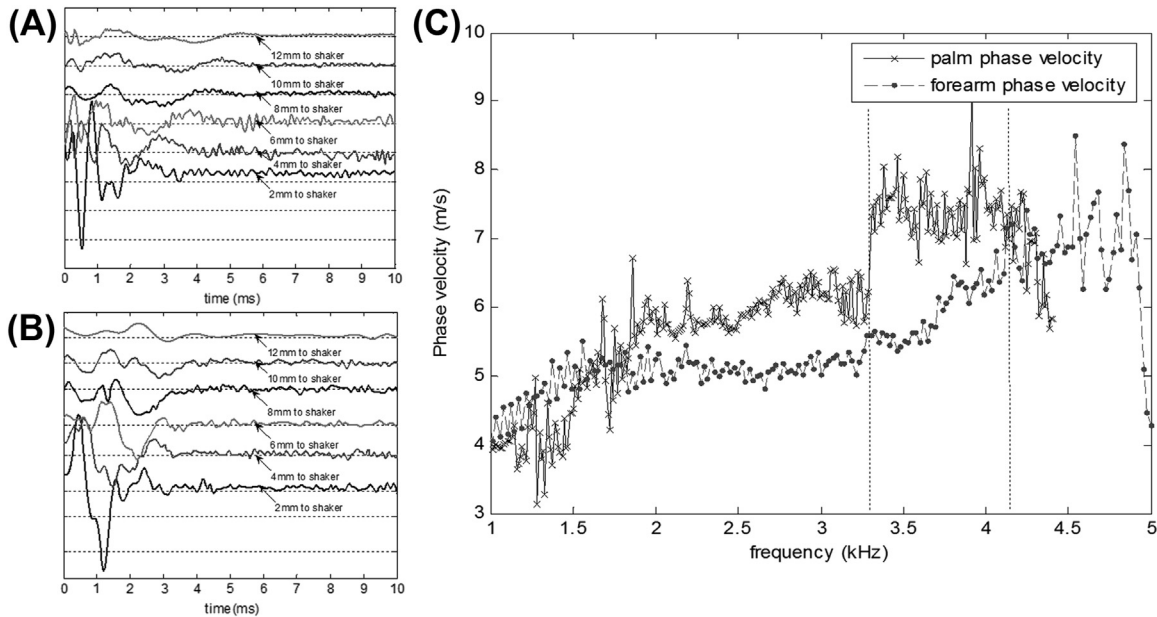 (A)
12mm to shaker
10mm to shaker
8mm to shaker
6mm to shaker
4mm to shaker
2mm to shaker
0 1 2 3 4 5 6 7 8 9 10
time (ms)
(B)
12mm to shaker
10mm to shaker
8mm to shaker
6mm to shaker
4mm to shaker
2mm to shaker
0 1 2 3 4 5 6 7 8 9 10
time(ms)
(C)
palm phase velocity
forearm phase velocity
Phase velocity (m/s)
10
9
8
7
6
5
4
3
1 1.5 2 2.5 3 3.5 4 4.5 5
frequency (kHz)